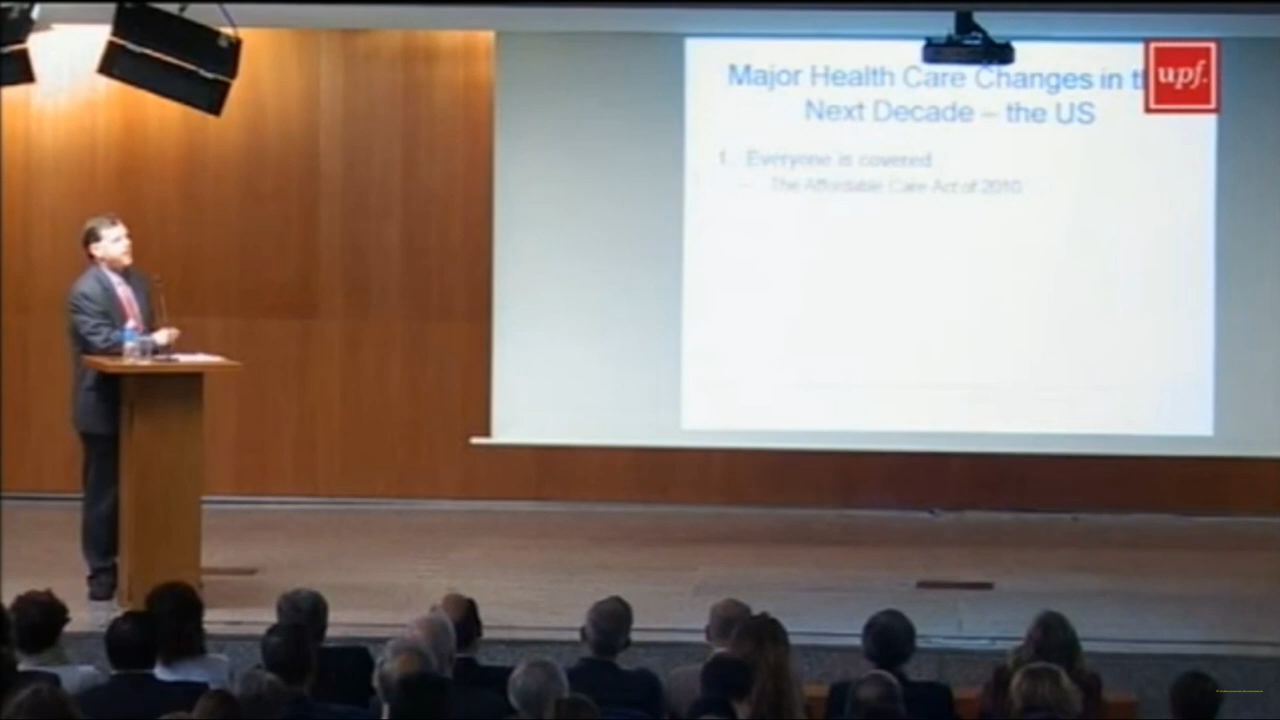 Major Health Care Changes in th
Next Decade – the US
upf.
1. Everyone is covered
– The Affordable Care Act of 2010